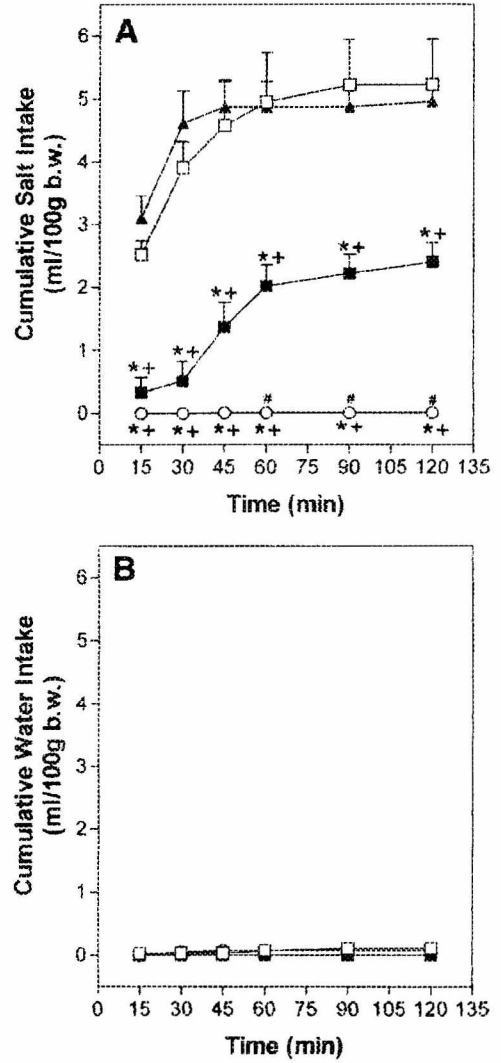 A
Cumulative Salt Intake
(ml/100g b.w.)
6
5
4
3
2
1
0
*+ *+ *+ *+ *+ *+
# # #
*+ *+ *+ *+ *+ *+
0 15 30 45 60 75 90 105 120 135
Time (min)
B
Cumulative Water Intake
(ml/100g b.w.)
6
5
4
3
2
1
0
0 15 30 45 60 75 90 105 120 135
Time (min)